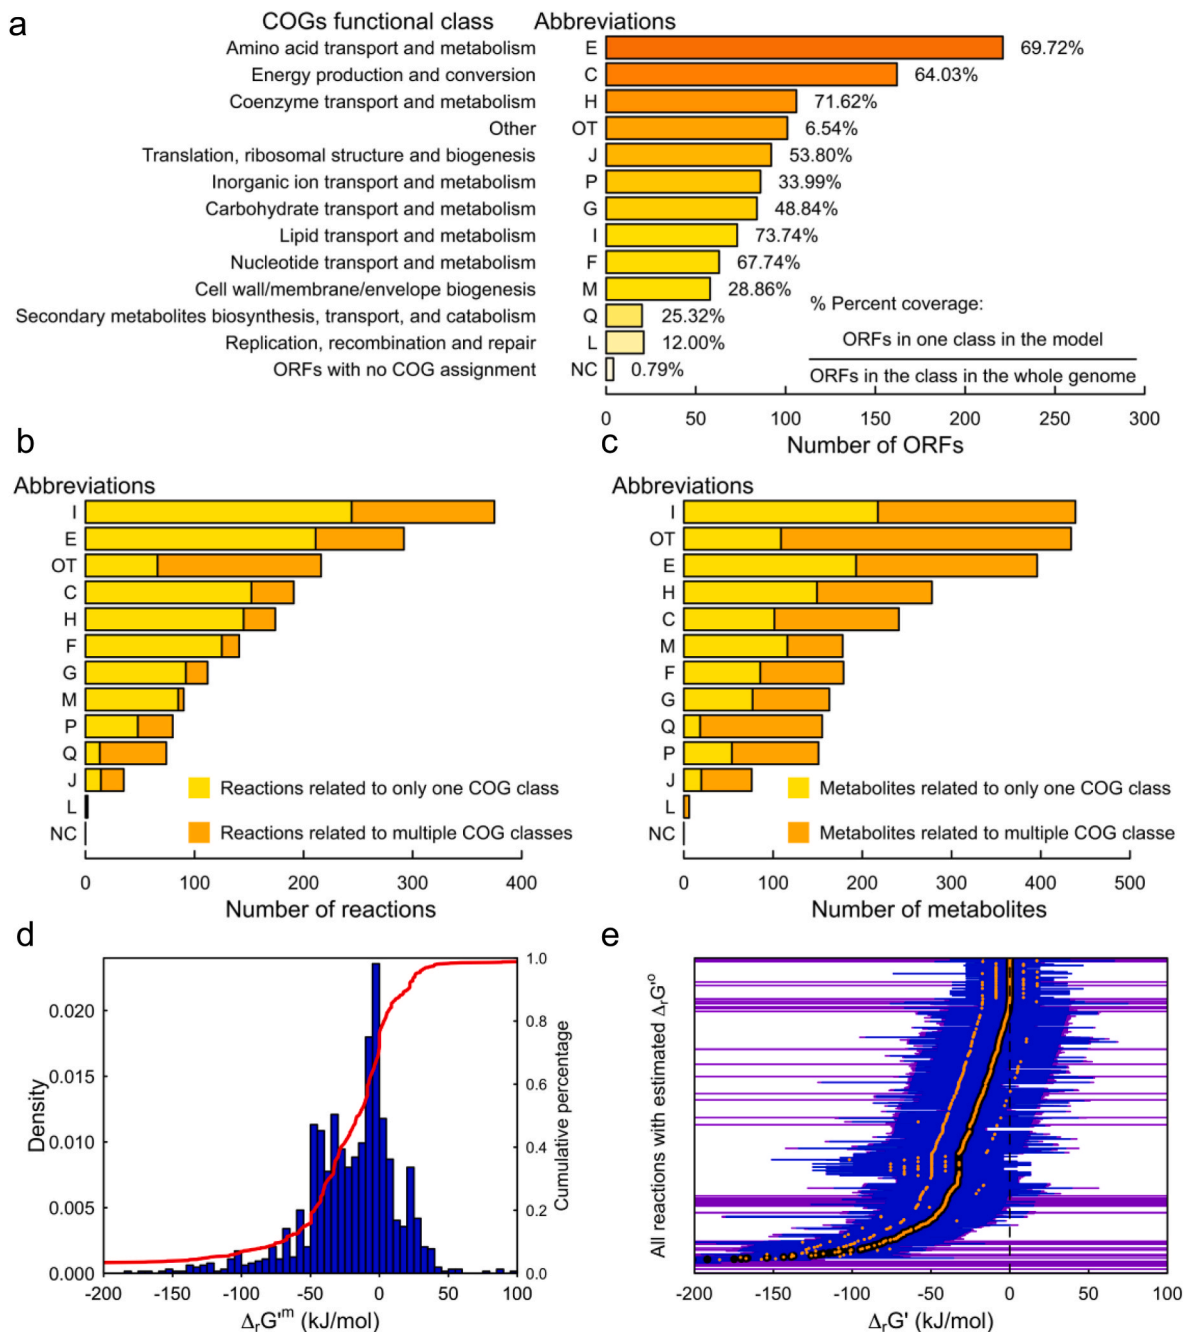 a
COGs functional class Abbreviations
Amino acid transport and metabolism E 69.72%
Energy production and conversion C 64.03%
Coenzyme transport and metabolism H 71.62%
Other OT 6.54%
Translation, ribosomal structure and biogenesis J 53.80%
Inorganic ion transport and metabolism P 33.99%
Carbohydrate transport and metabolism G 48.84%
Lipid transport and metabolism I 73.74%
Nucleotide transport and metabolism F 67.74%
Cell wall/membrane/envelope biogenesis M 28.86%
Secondary metabolites biosynthesis, transport, and catabolism Q 25.32%
Replication, recombination and repair L 12.00%
ORFs with no COG assignment NC 0.79%
% Percent coverage:
ORFs in one class in the model
ORFs in the class in the whole genome
0 50 100 150 200 250 300
Number of ORFs
b
Abbreviations
I
E
OT
C
H
F
G
M
P
Q
J
L
NC
Reactions related to only one COG class
Reactions related to multiple COG classes
0 100 200 300 400
Number of reactions
c
Abbreviations
I
OT
E
H
C
M
F
G
Q
P
J
L
NC
Metabolites related to only one COG class
Metabolites related to multiple COG classe
0 100 200 300 400 500
Number of metabolites
d
Density
0.020
0.015
0.010
0.005
0.000
1.0
0.8
0.6
0.4
0.2
0.0
Cumulative percentage
-200 -150 -100 -50 0 50 100
ΔrG'm (kJ/mol)
e
All reactions with estimated ΔrG'o
-200 -150 -100 -50 0 50 100
ΔrG' (kJ/mol)